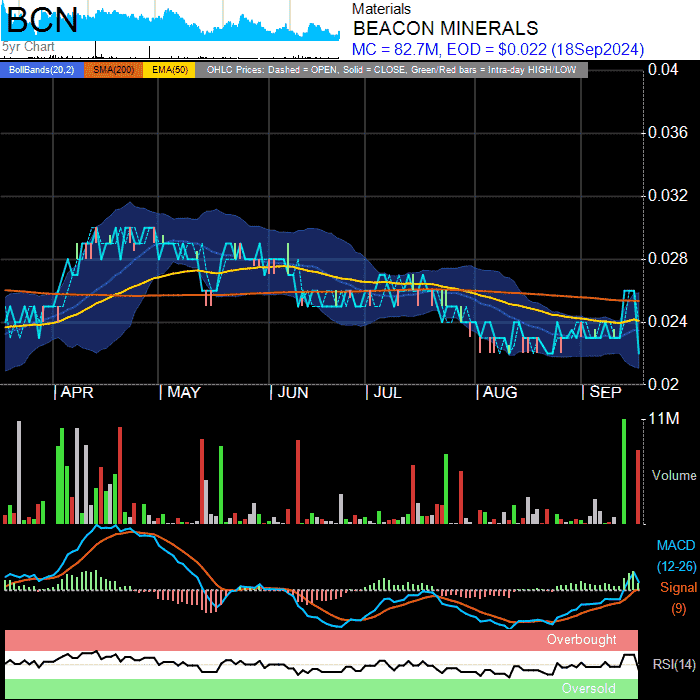 BCN
5yr Chart
Materials
BEACON MINERALS
MC = 82.7M, EOD = $0.022 (18Sep2024)
BollBands(20,2) SMA(200) EMA(50) OHLC Prices: Dashed = OPEN, Solid = CLOSE, Green/Red bars = Intra-day HIGH/LOW
0.04
0.036
0.032
0.028
0.024
0.02
APR MAY JUN JUL AUG SEP
11M
Volume
MACD
(12-26)
Signal
(9)
Overbought
RSI(14)
Oversold